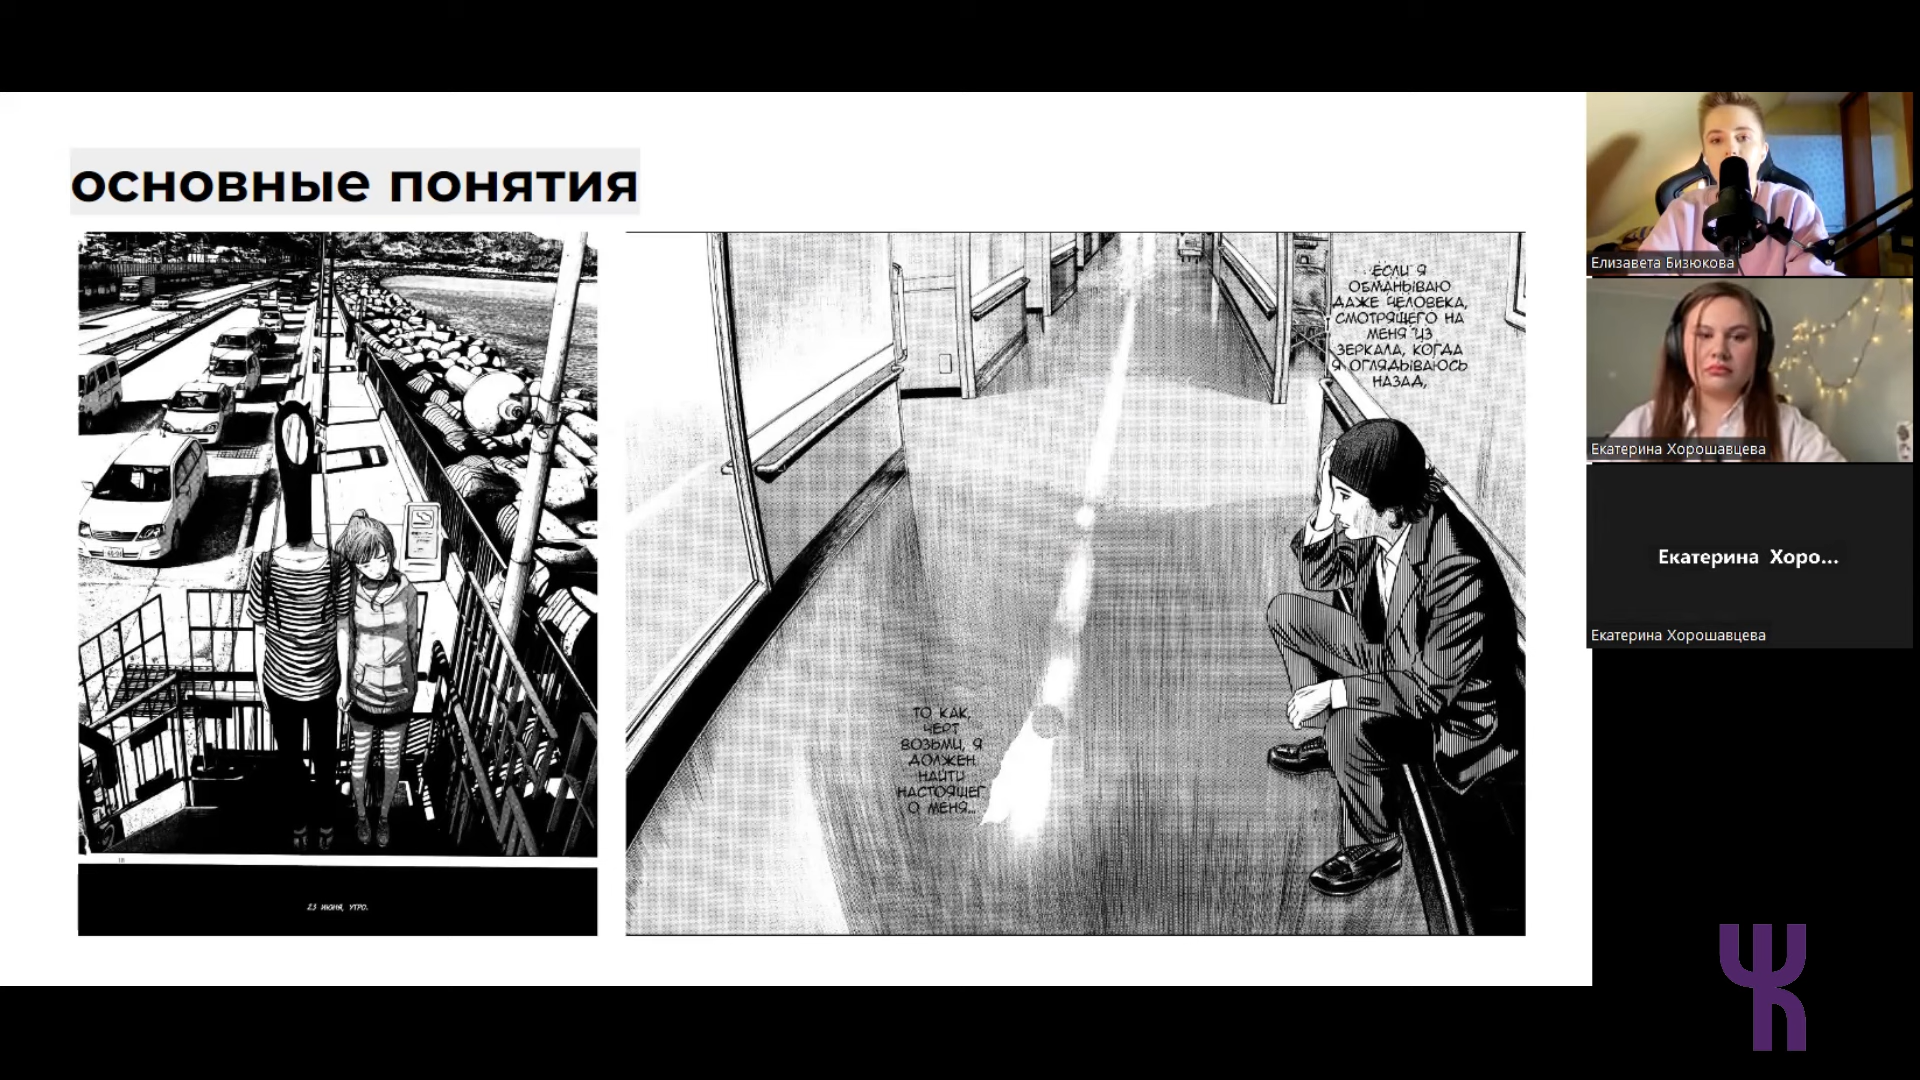 основные понятия
ЕСЛИ Я
ОБМАНЫВАЮ
ДАЖЕ ЧЕЛОВЕКА,
СМОТРЯЩЕГО НА
МЕНЯ ИЗ
ЗЕРКАЛА, КОГДА
Я ОГЛЯДЫВАЮСЬ
НАЗАД,
ТО КАК,
ЧЕРТ
ВОЗЬМИ, Я
ДОЛЖЕН
НАЙТИ
НАСТОЯЩЕГ
О МЕНЯ...
23 ИЮНЯ, УТРО.
Елизавета Бизюкова
Екатерина Хорошавцева
Екатерина Хоро...
Екатерина Хорошавцева